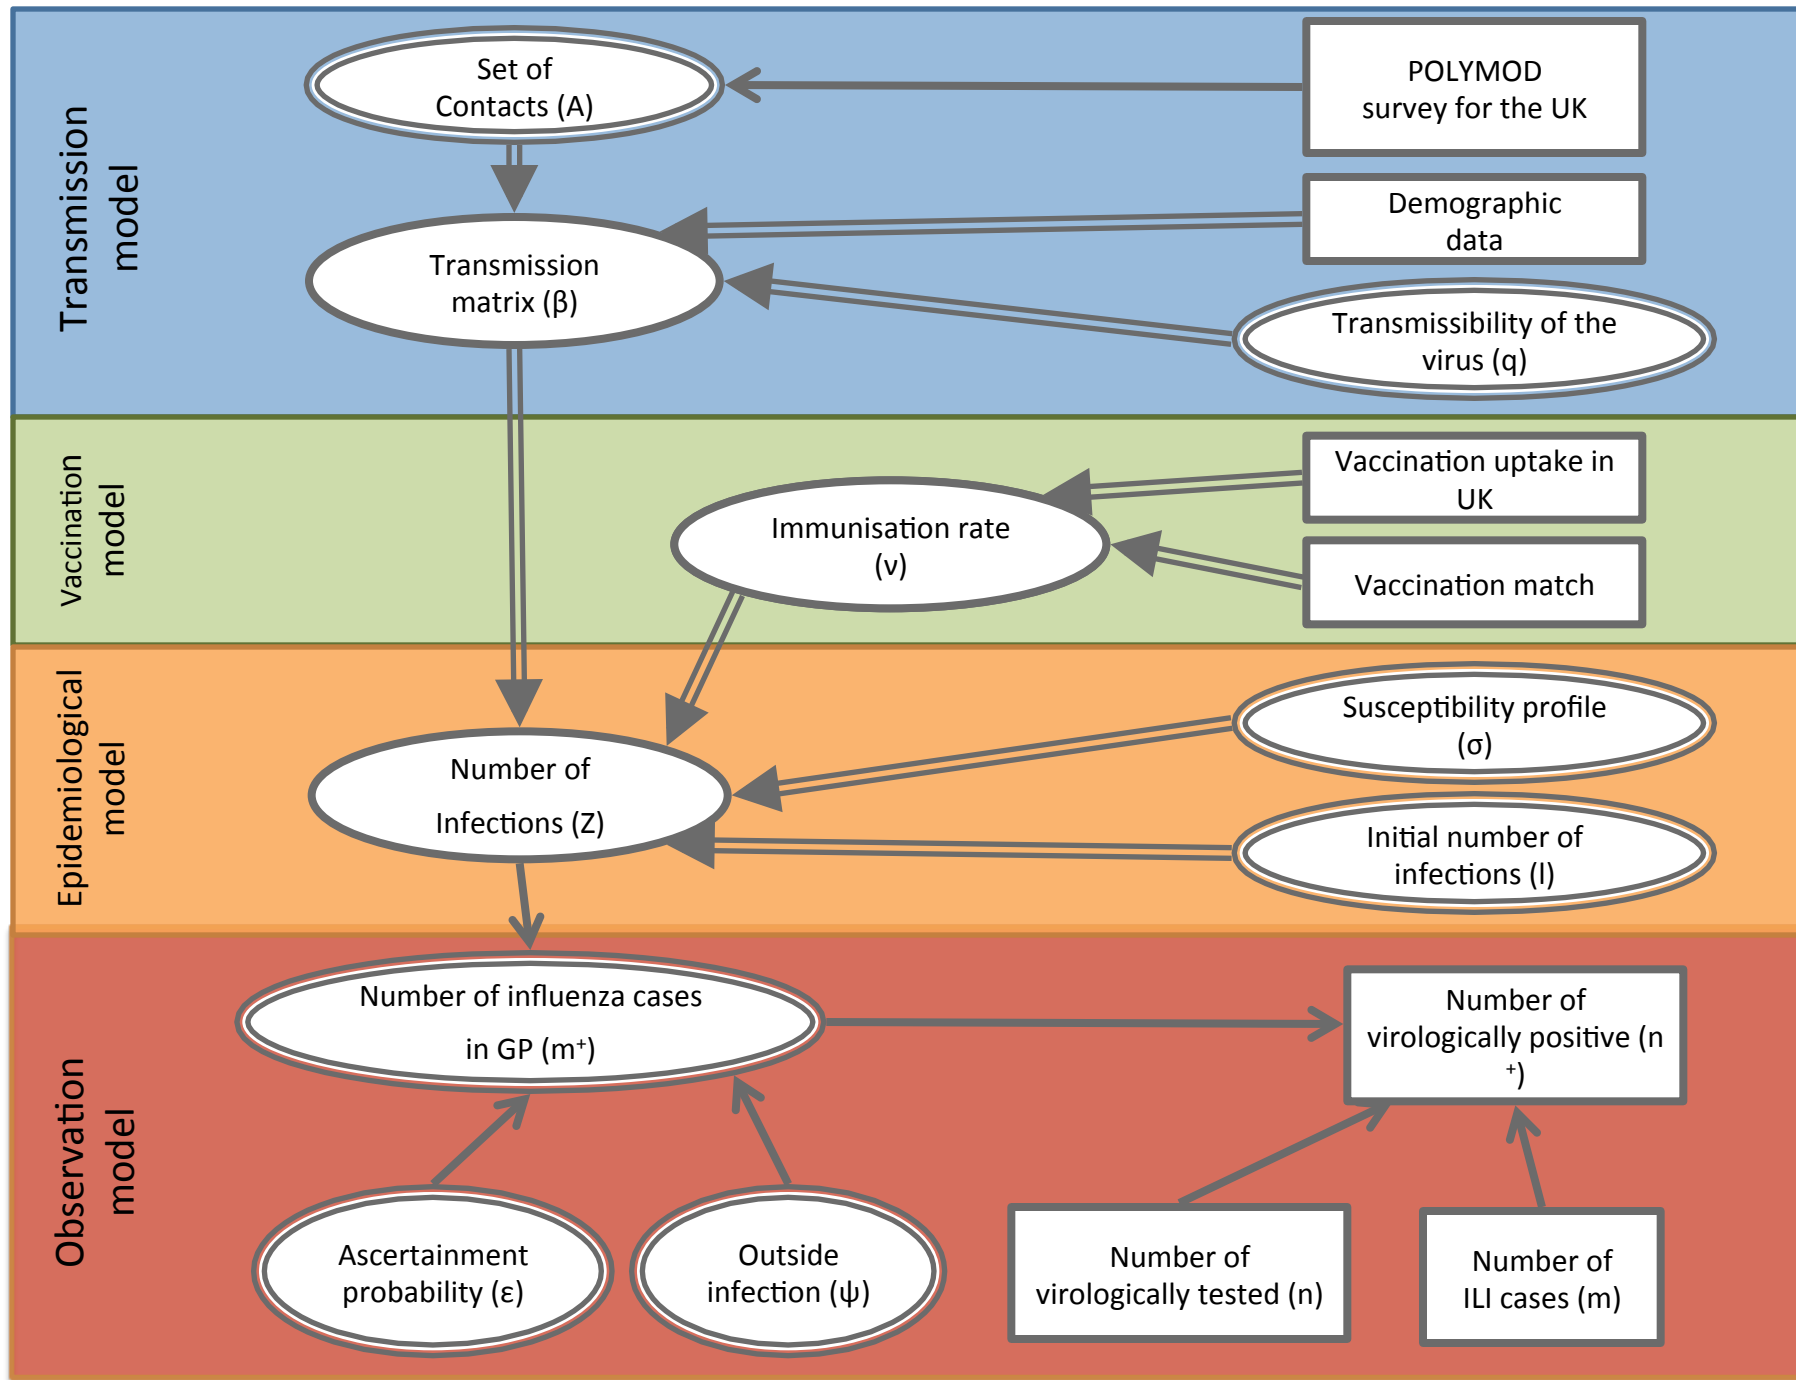 Transmission
model
Set of
Contacts (A)
POLYMOD
survey for the UK
Demographic
data
Transmission
matrix (β)
Transmissibility of the
virus (q)
Vaccination
model
Vaccination uptake in
UK
Immunisation rate
(ν)
Vaccination match
Epidemiological
model
Susceptibility profile
(σ)
Number of
Infections (Z)
Initial number of
infections (I)
Observation
model
Number of influenza cases
in GP (m⁺)
Number of
virologically positive (n
⁺)
Ascertainment
probability (ε)
Outside
infection (ψ)
Number of
virologically tested (n)
Number of
ILI cases (m)